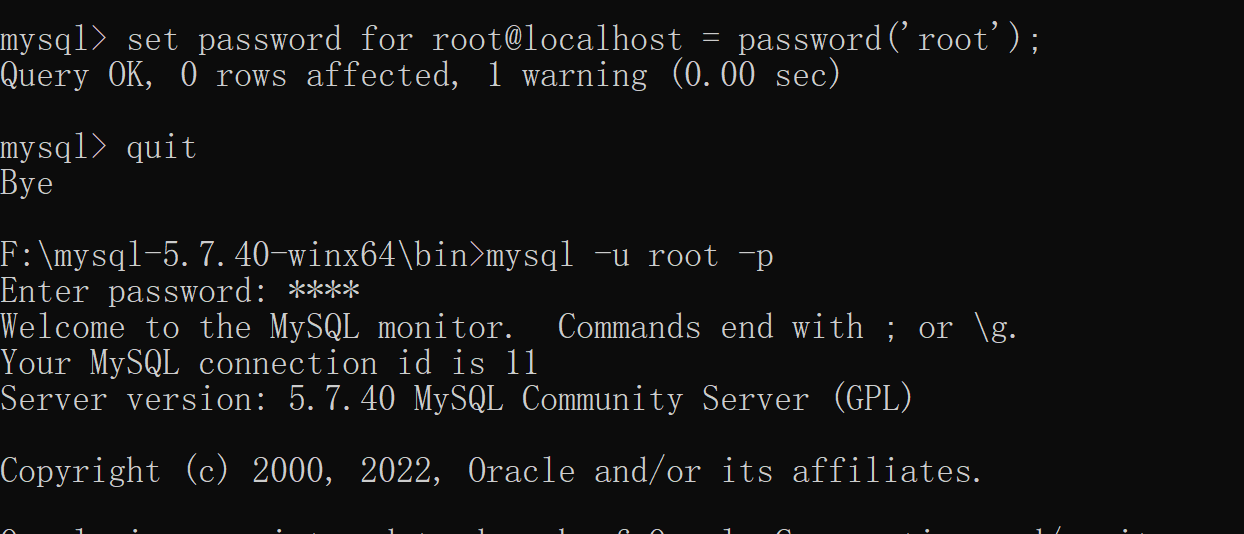 mysql> set password for root@localhost = password('root');
Query OK, 0 rows affected, 1 warning (0.00 sec)
mysql> quit
Bye
F:\mysql-5.7.40-winx64\bin>mysql -u root -p
Enter password: ****
Welcome to the MySQL monitor.  Commands end with ; or \g.
Your MySQL connection id is 11
Server version: 5.7.40 MySQL Community Server (GPL)
Copyright (c) 2000, 2022, Oracle and/or its affiliates.